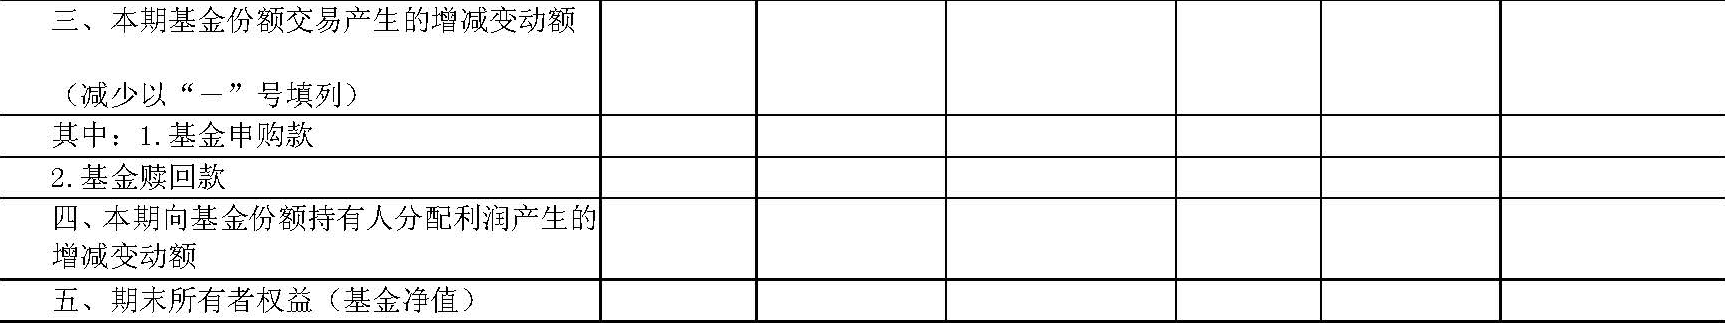 三、本期基金份额交易产生的增减变动额
（减少以“－”号填列）
其中：1.基金申购款
2.基金赎回款
四、本期向基金份额持有人分配利润产生的
增减变动额
五、期末所有者权益（基金净值）